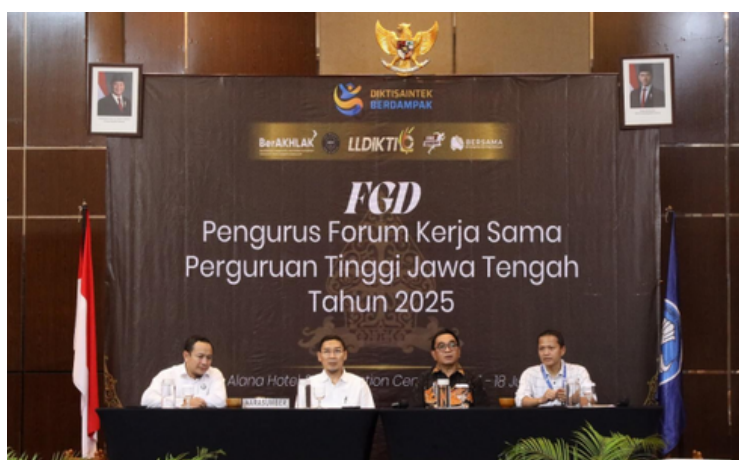 DIKTISAINTEK
BERDAMPAK
BerAKHLAK LLDIKTI 6 BERSAMA
FGD
Pengurus Forum Kerja Sama
Perguruan Tinggi Jawa Tengah
Tahun 2025
Alana Hotel
NARASUMBER